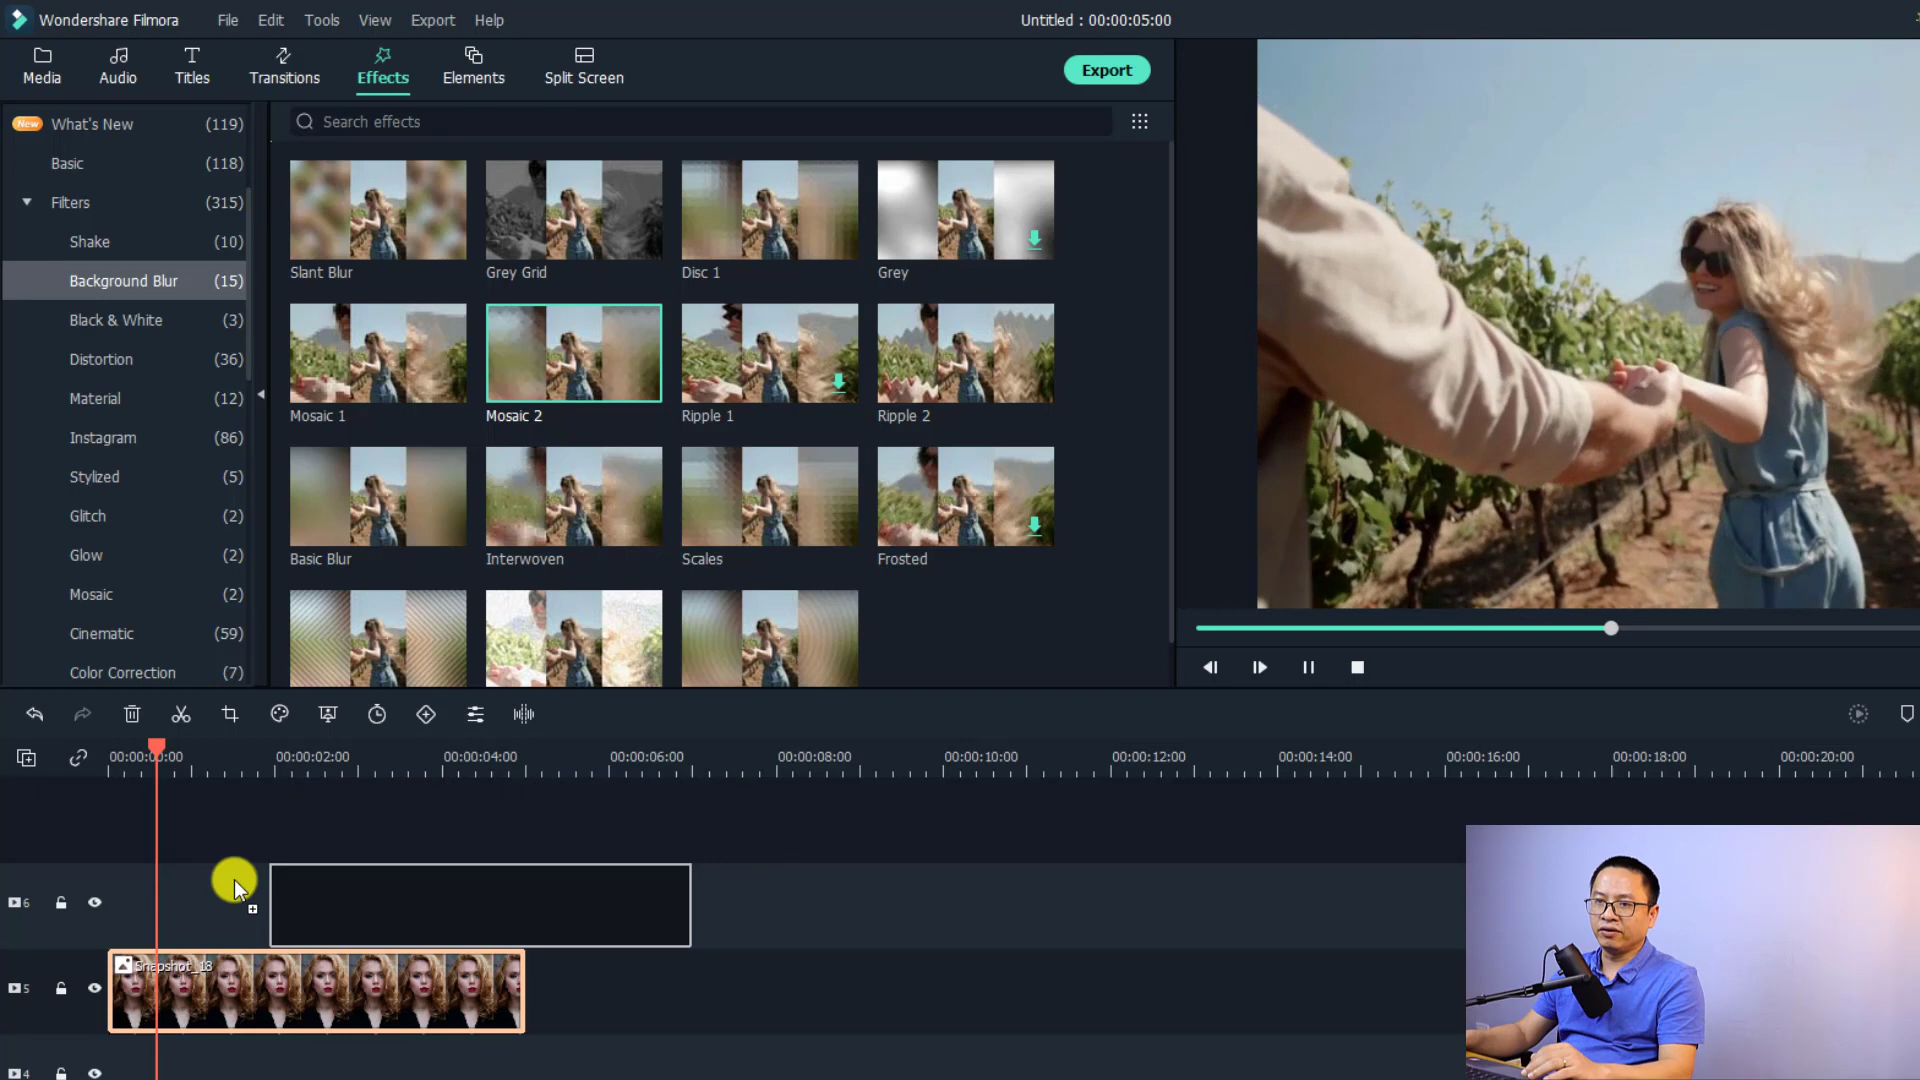 Wondershare Filmora File Edit Tools View Export Help Untitled : 00:00:05:00
Media Audio Titles Transitions Effects Elements Split Screen Export
New What's New (119)
Search effects
Basic (118)
Filters (315)
Shake (10)
Background Blur (15)
Black & White (3)
Distortion (36)
Material (12)
Instagram (86)
Stylized (5)
Glitch (2)
Glow (2)
Mosaic (2)
Cinematic (59)
Color Correction (7)
Slant Blur Grey Grid Disc 1 Grey
Mosaic 1 Mosaic 2 Ripple 1 Ripple 2
Basic Blur Interwoven Scales Frosted
00:00:00:00 00:00:02:00 00:00:04:00 00:00:06:00 00:00:08:00 00:00:10:00 00:00:12:00 00:00:14:00 00:00:16:00 00:00:18:00 00:00:20:00
6
Snapshot_18
5
4